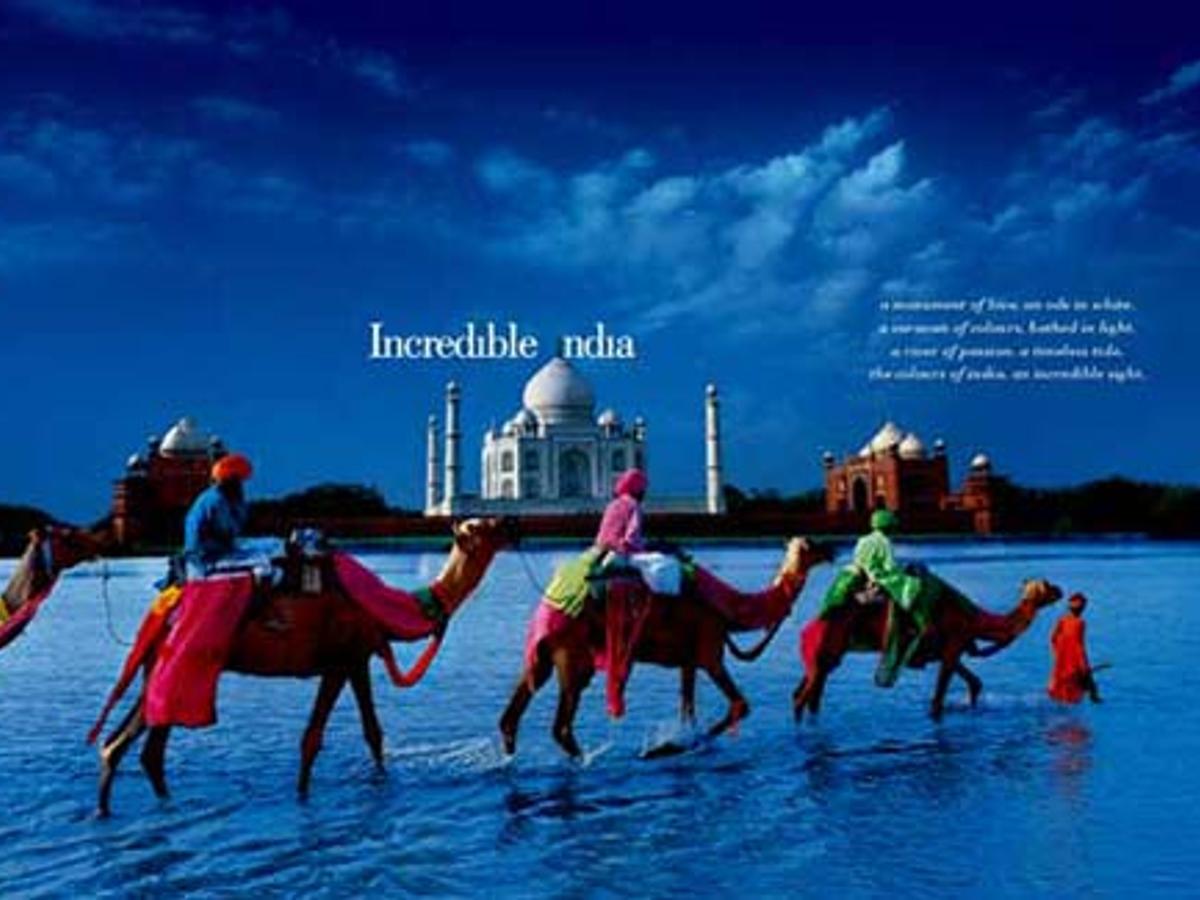 Incredible ndia
a monument of love, an ode in white.
a caravan of colours, bathed in light.
a river of passion, a timeless tide,
the colours of india, an incredible sight.